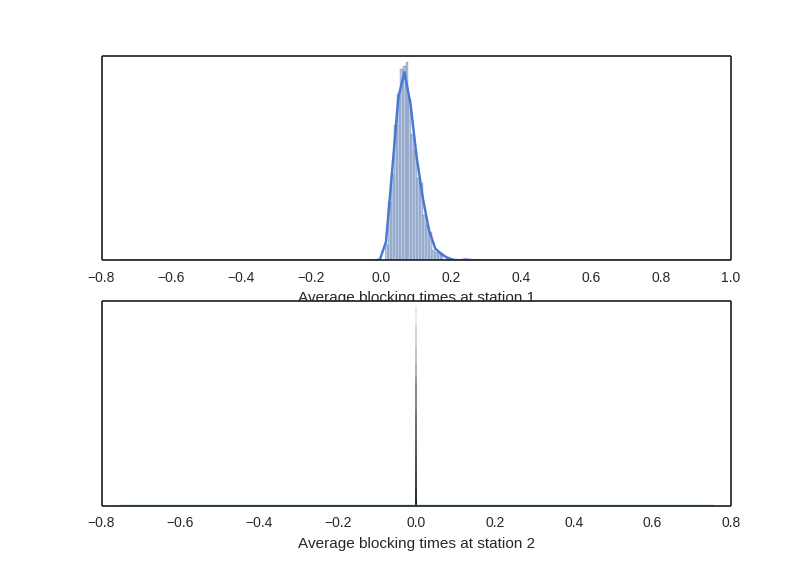 −0.8 −0.6 −0.4 −0.2 0.0 0.2 0.4 0.6 0.8 1.0
Average blocking times at station 1
−0.8 −0.6 −0.4 −0.2 0.0 0.2 0.4 0.6 0.8
Average blocking times at station 2